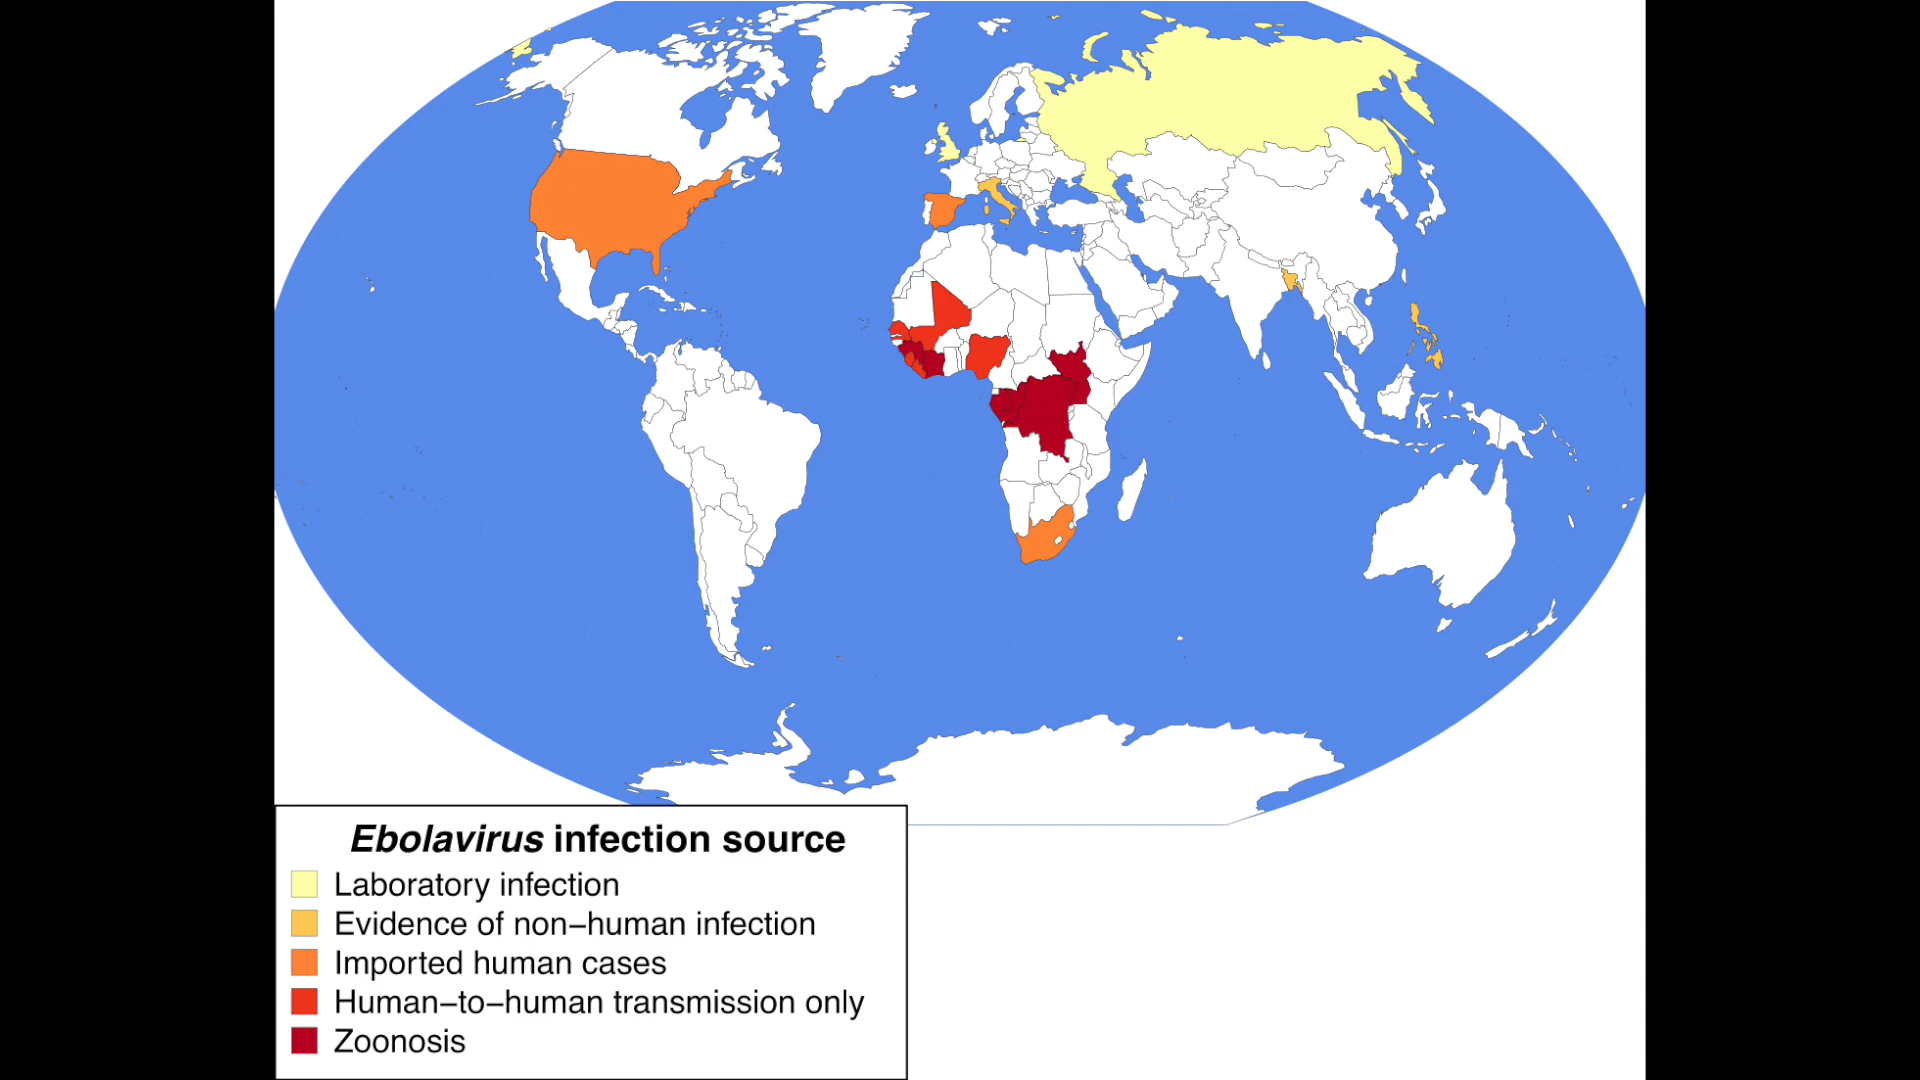 Ebolavirus infection source
Laboratory infection
Evidence of non−human infection
Imported human cases
Human−to−human transmission only
Zoonosis